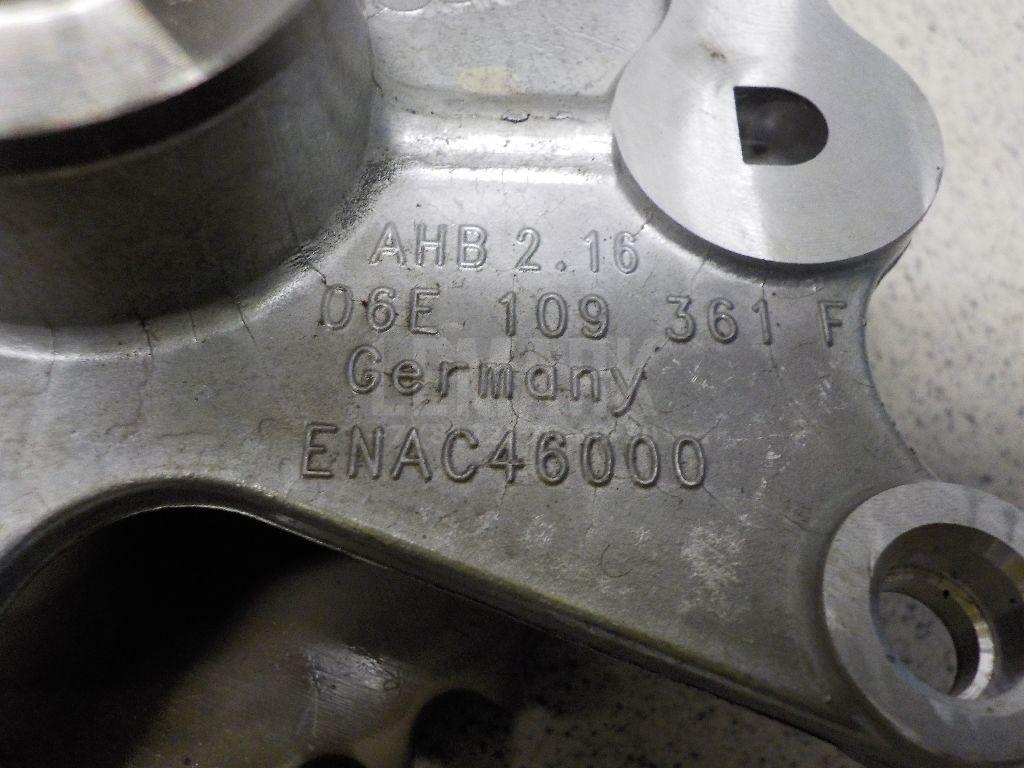 AHB 2.16
06E 109 361 F
Germany
ENAC46000